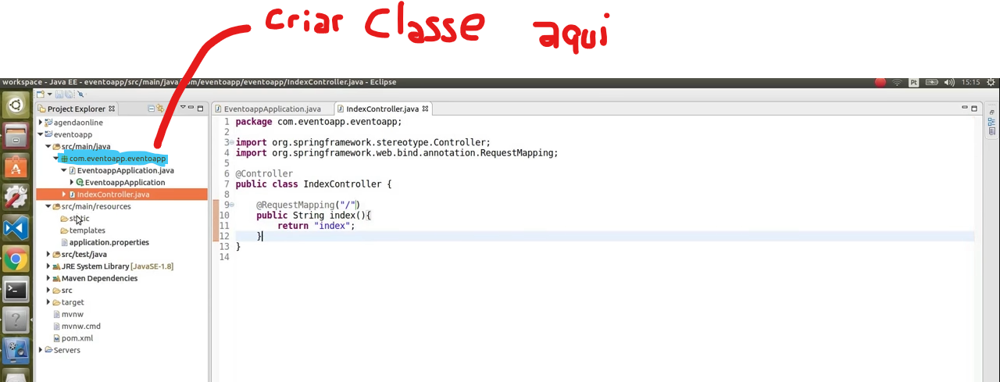 criar Classe aqui
workspace - Java EE - eventoapp/src/main/java/com/eventoapp/eventoapp/IndexController.java - Eclipse
Pt 15:15
Project Explorer
EventoappApplication.java
IndexController.java
agendaonline
eventoapp
src/main/java
com.eventoapp.eventoapp
EventoappApplication.java
EventoappApplication
IndexController.java
src/main/resources
static
templates
application.properties
src/test/java
JRE System Library [JavaSE-1.8]
Maven Dependencies
src
target
mvnw
mvnw.cmd
pom.xml
Servers
1 package com.eventoapp.eventoapp;
2
3 import org.springframework.stereotype.Controller;
4 import org.springframework.web.bind.annotation.RequestMapping;
5
6 @Controller
7 public class IndexController {
8
9 @RequestMapping("/")
10 public String index(){
11 return "index";
12 }
13 }
14